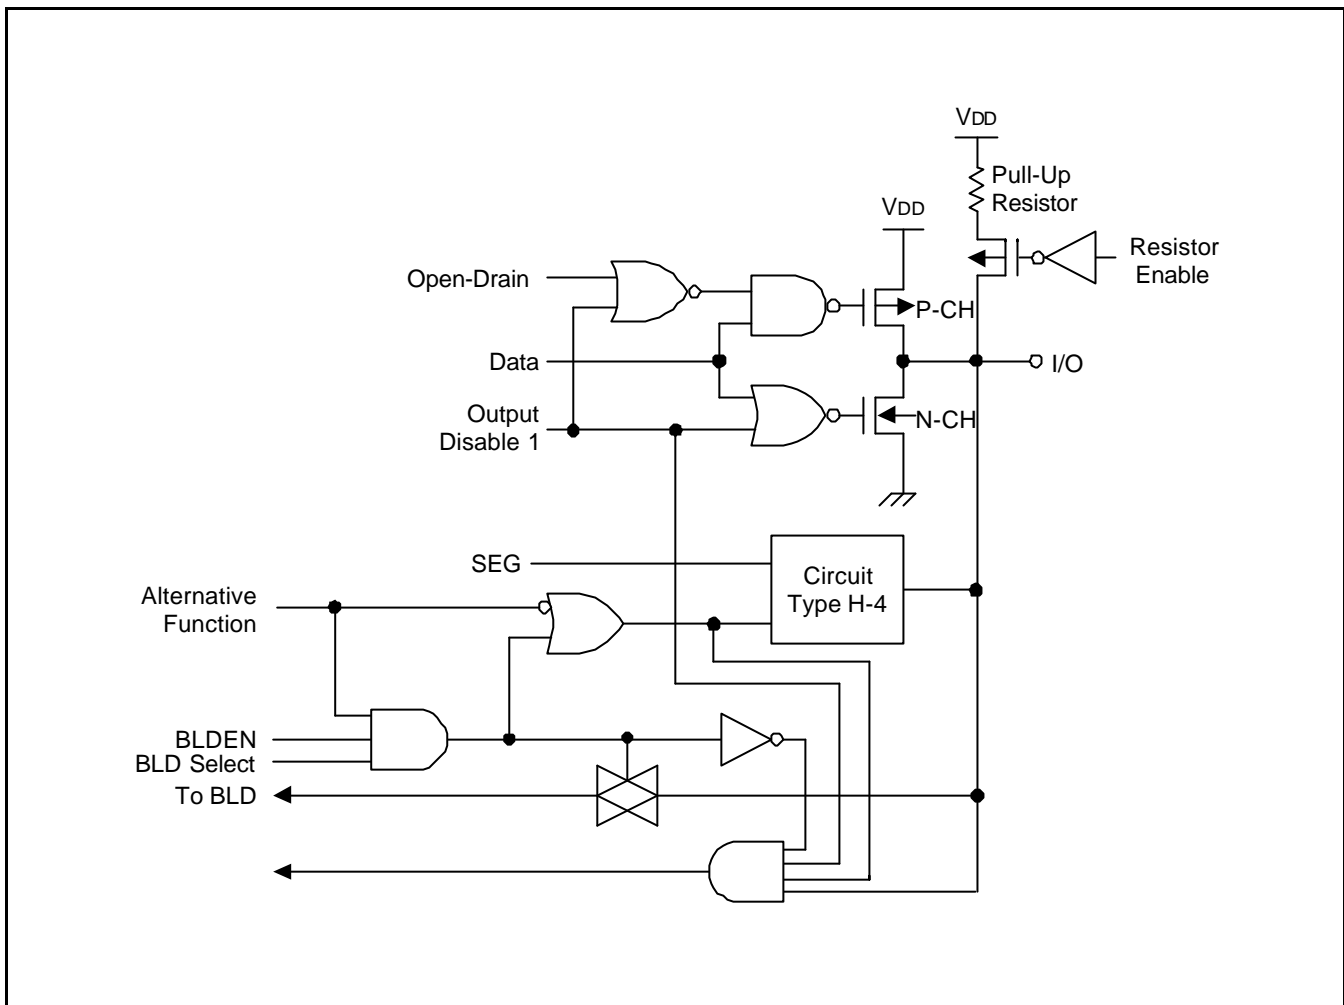 VDD
Pull-Up
Resistor
VDD
Resistor
Enable
Open-Drain
P-CH
Data
I/O
Output
Disable 1
N-CH
SEG
Circuit
Type H-4
Alternative
Function
BLDEN
BLD Select
To BLD